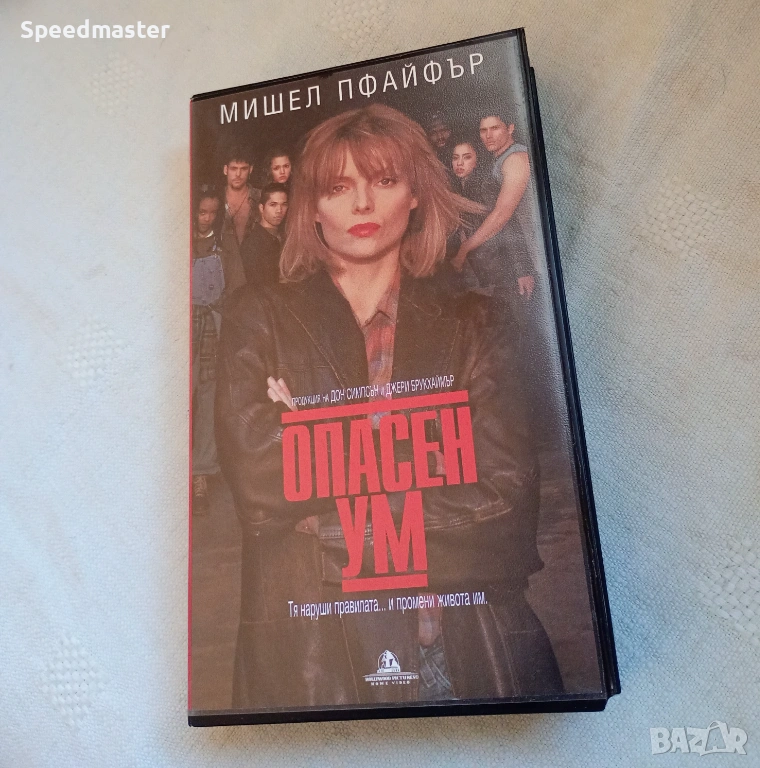 Speedmaster
МИШЕЛ ПФАЙФЪР
ПРОДУКЦИЯ НА ДОН СИМПСЪН И ДЖЕРИ БРУКХАЙМЪР
ОПАСЕН
УМ
Тя наруши правилата... и промени живота им.
HOLLYWOOD PICTURES
HOME VIDEO
BAZAR